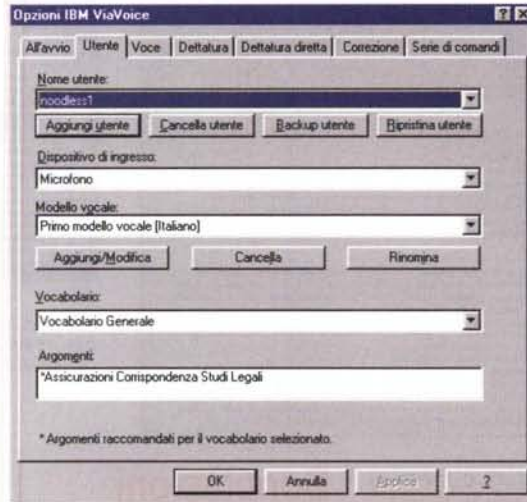 Opzioni IBM ViaVoice
All'avvio Utente Voce Dettatura Dettatura diretta Correzione Serie di comandi
Nome utente:
noodless1
Aggiungi utente Cancella utente Backup utente Ripristina utente
Dispositivo di ingresso:
Microfono
Modello vocale:
Primo modello vocale [Italiano]
Aggiungi/Modifica Cancella Rinomina
Vocabolario:
Vocabolario Generale
Argomenti:
*Assicurazioni Corrispondenza Studi Legali
* Argomenti raccomandati per il vocabolario selezionato.
OK Annulla Applica ?